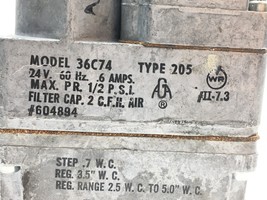 MODEL 36C74 TYPE 205
24V. 60 Hz. .6 AMPS.
MAX. PR. 1/2 P.S.I.
FILTER CAP. 2 C.F.H. AIR
#604894
WR
III-7.3
STEP .7 W.C.
REG. 3.5" W.C.
REG. RANGE 2.5 W.C. TO 5.0" W.C.